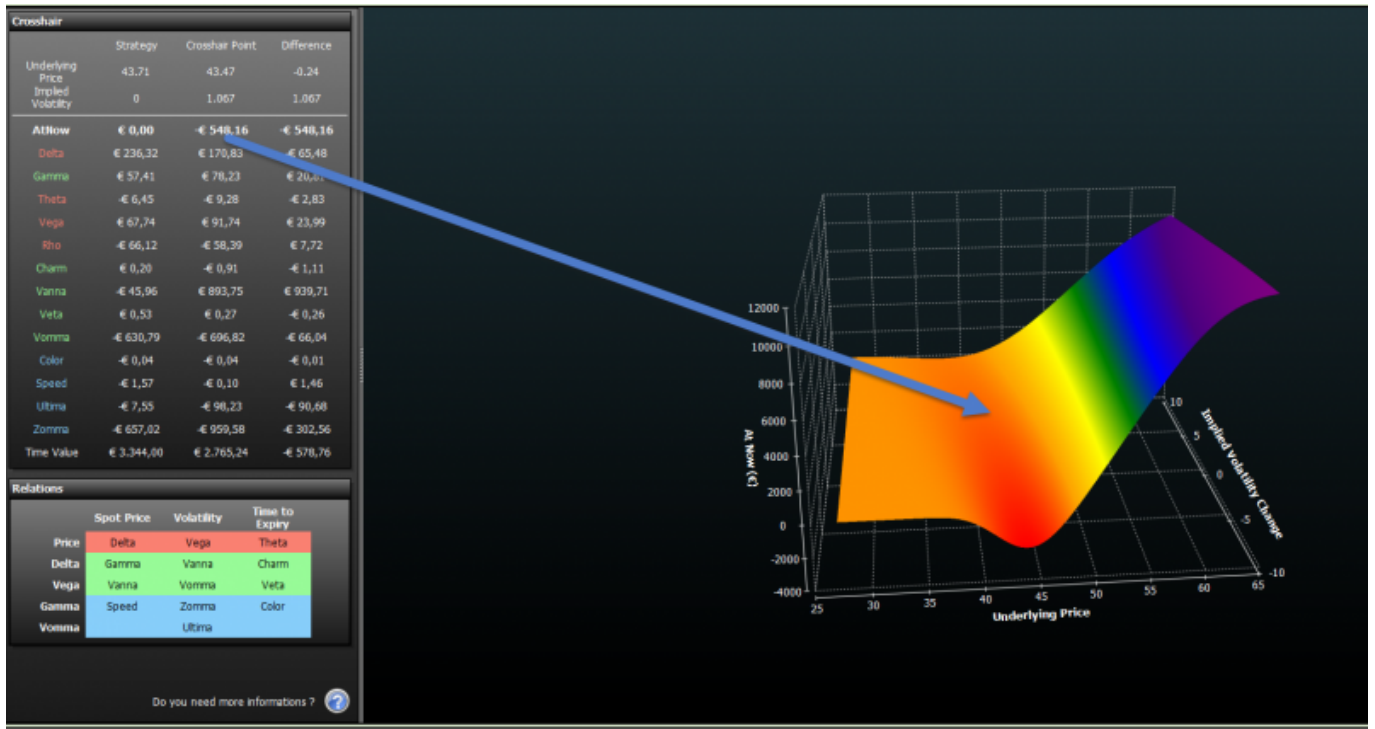 Crosshair
Strategy Crosshair Point Difference
Underlying Price 43.71 43.47 -0.24
Implied Volatility 0 1.067 1.067
AtNow € 0,00 -€ 548,16 -€ 548,16
Delta € 236,32 € 170,83 -€ 65,48
Gamma € 57,41 € 78,23 € 20,81
Theta -€ 6,45 -€ 9,28 -€ 2,83
Vega € 67,74 € 91,74 € 23,99
Rho -€ 66,12 -€ 58,39 € 7,72
Charm € 0,20 -€ 0,91 -€ 1,11
Vanna -€ 45,96 € 893,75 € 939,71
Veta € 0,53 € 0,27 -€ 0,26
Vomma -€ 630,79 -€ 696,82 -€ 66,04
Color -€ 0,04 -€ 0,04 -€ 0,01
Speed -€ 1,57 -€ 0,10 € 1,46
Ultima -€ 7,55 -€ 98,23 -€ 90,68
Zomma -€ 657,02 -€ 959,58 -€ 302,56
Time Value € 3.344,00 € 2.765,24 -€ 578,76
Relations
Spot Price Volatility Time to Expiry
Price Delta Vega Theta
Delta Gamma Vanna Charm
Vega Vanna Vomma Veta
Gamma Speed Zomma Color
Vomma Ultima
Do you need more informations ? ?
12000
10000
8000
6000
4000
2000
0
-2000
-4000
At Now (€)
25 30 35 40 45 50 55 60 65
Underlying Price
10
5
0
-5
-10
Implied Volatility Change